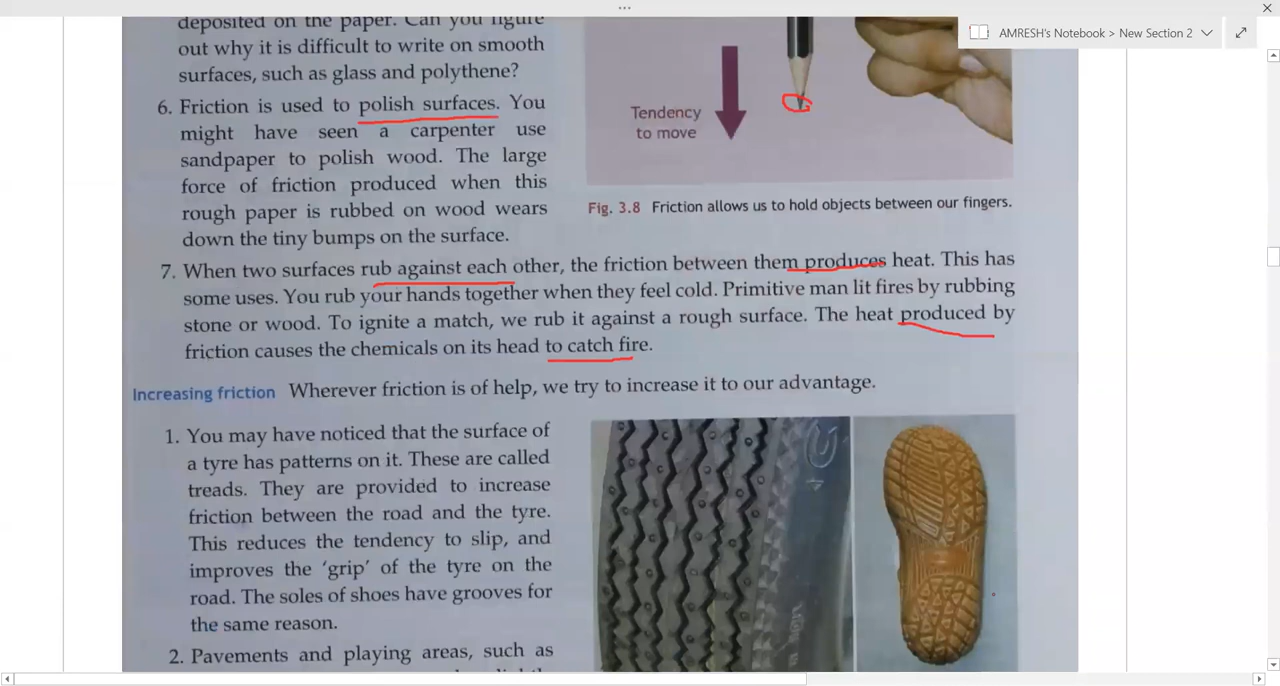 AMRESH's Notebook > New Section 2
deposited on the paper. Can you figure
out why it is difficult to write on smooth
surfaces, such as glass and polythene?
6. Friction is used to polish surfaces. You
might have seen a carpenter use
sandpaper to polish wood. The large
force of friction produced when this
rough paper is rubbed on wood wears
down the tiny bumps on the surface.
Tendency
to move
Fig. 3.8 Friction allows us to hold objects between our fingers.
7. When two surfaces rub against each other, the friction between them produces heat. This has
some uses. You rub your hands together when they feel cold. Primitive man lit fires by rubbing
stone or wood. To ignite a match, we rub it against a rough surface. The heat produced by
friction causes the chemicals on its head to catch fire.
Increasing friction Wherever friction is of help, we try to increase it to our advantage.
1. You may have noticed that the surface of
a tyre has patterns on it. These are called
treads. They are provided to increase
friction between the road and the tyre.
This reduces the tendency to slip, and
improves the 'grip' of the tyre on the
road. The soles of shoes have grooves for
the same reason.
2. Pavements and playing areas, such as